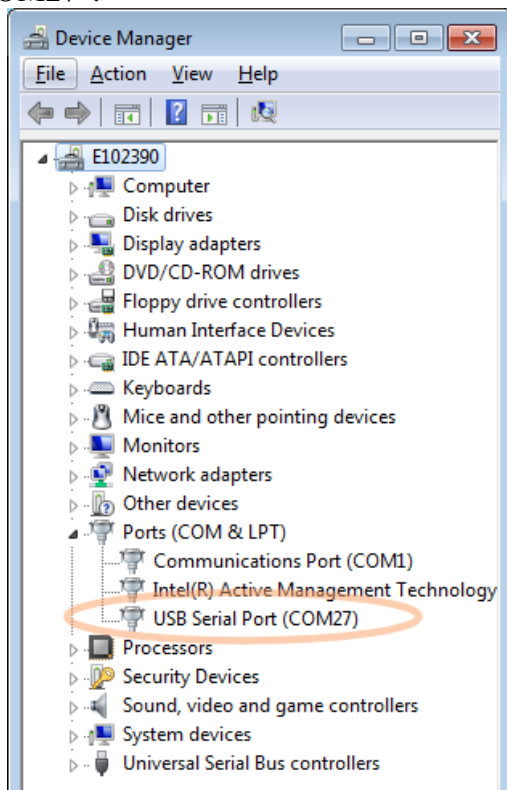 Device Manager
File Action View Help
E102390
Computer
Disk drives
Display adapters
DVD/CD-ROM drives
Floppy drive controllers
Human Interface Devices
IDE ATA/ATAPI controllers
Keyboards
Mice and other pointing devices
Monitors
Network adapters
Other devices
Ports (COM & LPT)
Communications Port (COM1)
Intel(R) Active Management Technology
USB Serial Port (COM27)
Processors
Security Devices
Sound, video and game controllers
System devices
Universal Serial Bus controllers